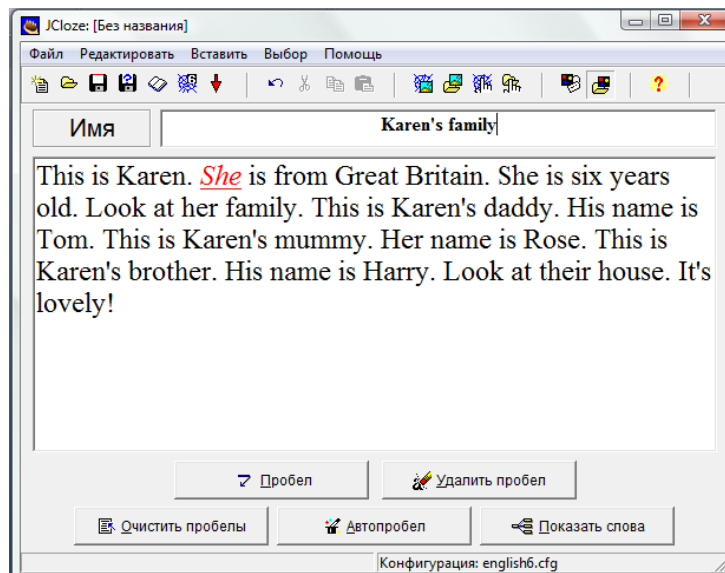 JCloze: [Без названия]
Файл Редактировать Вставить Выбор Помощь
Имя Karen's family
This is Karen. She is from Great Britain. She is six years
old. Look at her family. This is Karen's daddy. His name is
Tom. This is Karen's mummy. Her name is Rose. This is
Karen's brother. His name is Harry. Look at their house. It's
lovely!
Пробел Удалить пробел
Очистить пробелы Автопробел Показать слова
Конфигурация: english6.cfg